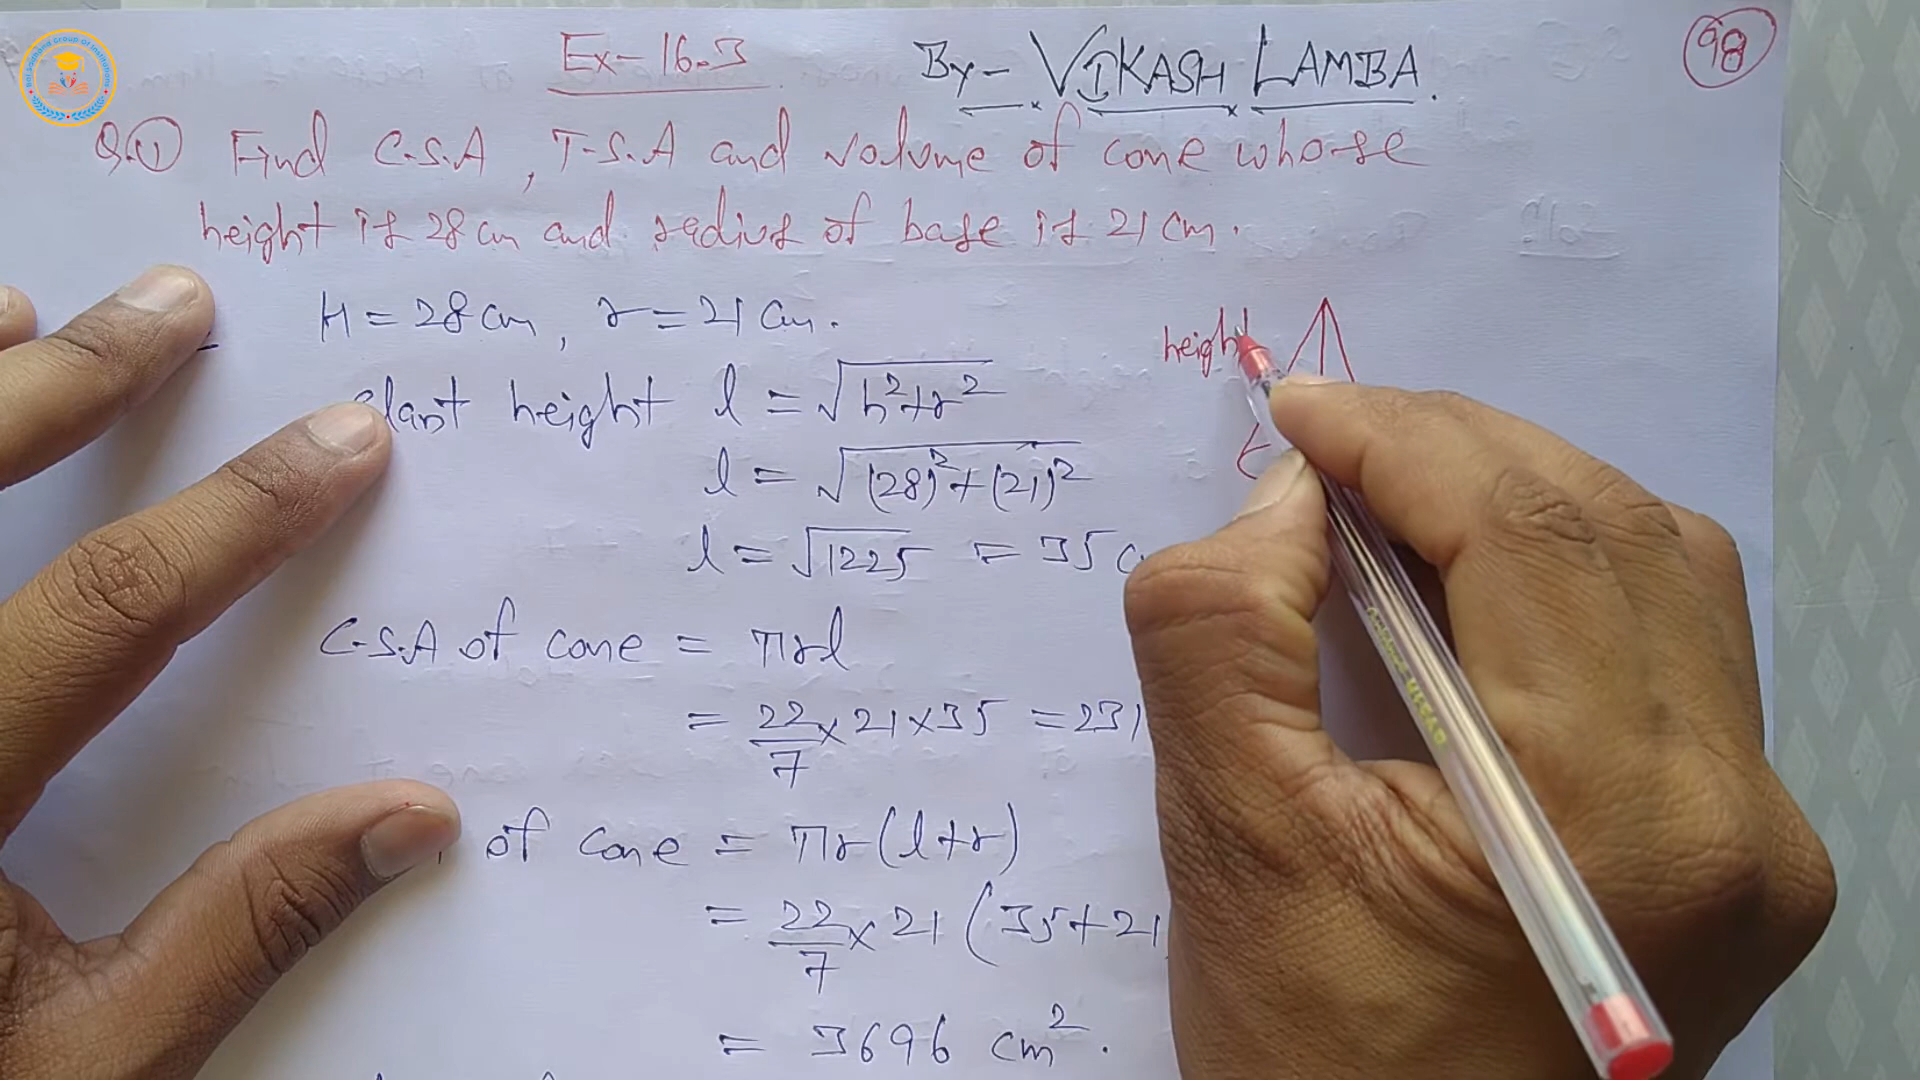 Ex-16.3 By- VIKASH LAMBA. 98
Q.1 Find C.S.A, T.S.A and volume of cone whose
height is 28 cm and radius of base is 21 cm.
H = 28 cm, r = 21 cm.
height
slant height l = √h²+r²
l = √(28)²+(21)²
l = √1225 = 35
C.S.A of cone = πrl
= 22/7 × 21 × 35 = 231
of cone = πr(l+r)
= 22/7 × 21 (35+21
= 3696 cm².